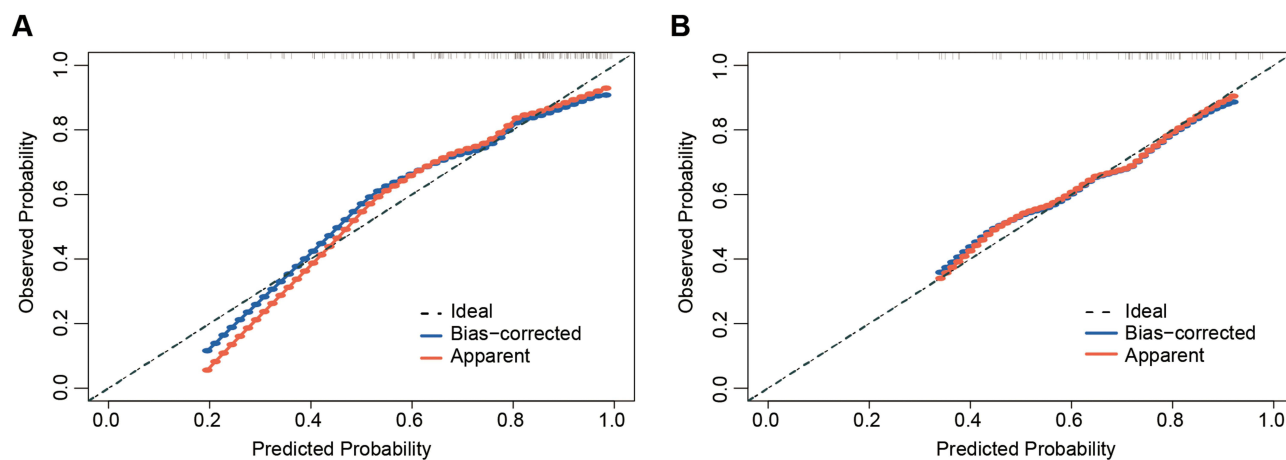 A
1.0
0.8
0.6
0.4
0.2
0.0
Observed Probability
Ideal
Bias-corrected
Apparent
0.0 0.2 0.4 0.6 0.8 1.0
Predicted Probability
B
1.0
0.8
0.6
0.4
0.2
0.0
Observed Probability
Ideal
Bias-corrected
Apparent
0.0 0.2 0.4 0.6 0.8 1.0
Predicted Probability